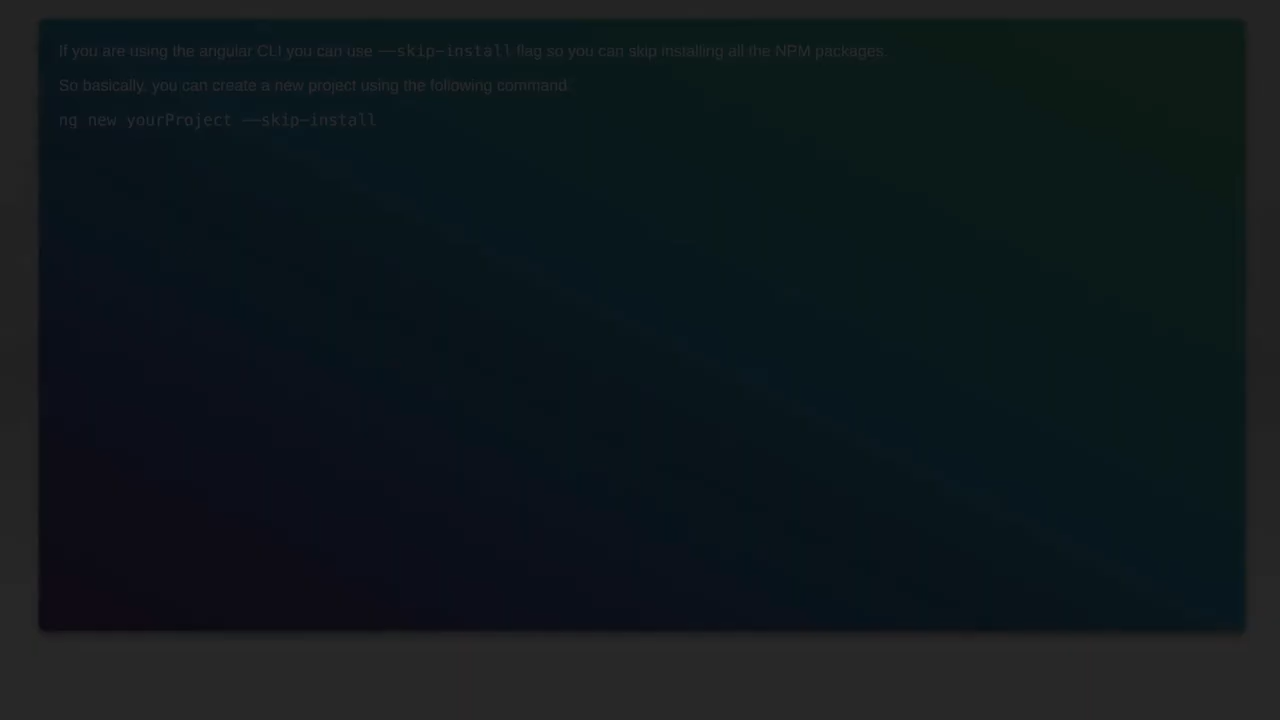 If you are using the angular CLI you can use --skip-install flag so you can skip installing all the NPM packages.
So basically, you can create a new project using the following command.
ng new yourProject --skip-install